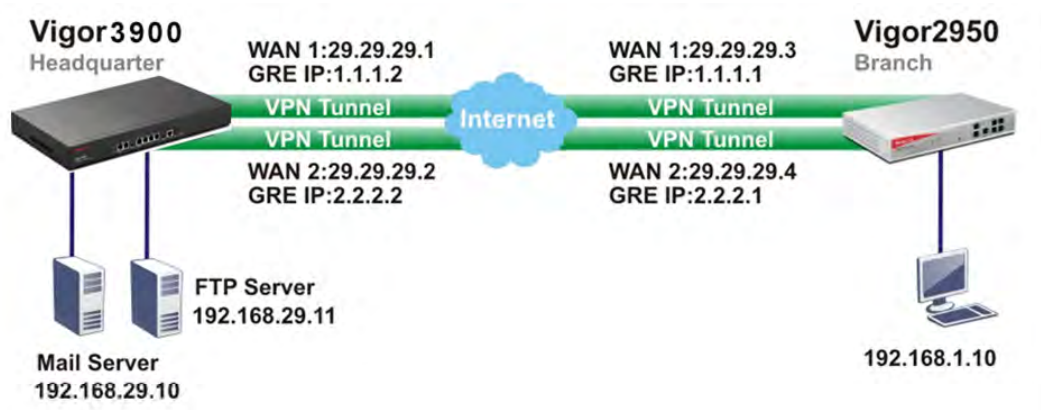 Vigor3900
Headquarter
WAN 1:29.29.29.1
GRE IP:1.1.1.2
WAN 1:29.29.29.3
GRE IP:1.1.1.1
Vigor2950
Branch
VPN Tunnel
VPN Tunnel
Internet
VPN Tunnel
VPN Tunnel
WAN 2:29.29.29.2
GRE IP:2.2.2.2
WAN 2:29.29.29.4
GRE IP:2.2.2.1
FTP Server
192.168.29.11
Mail Server
192.168.29.10
192.168.1.10